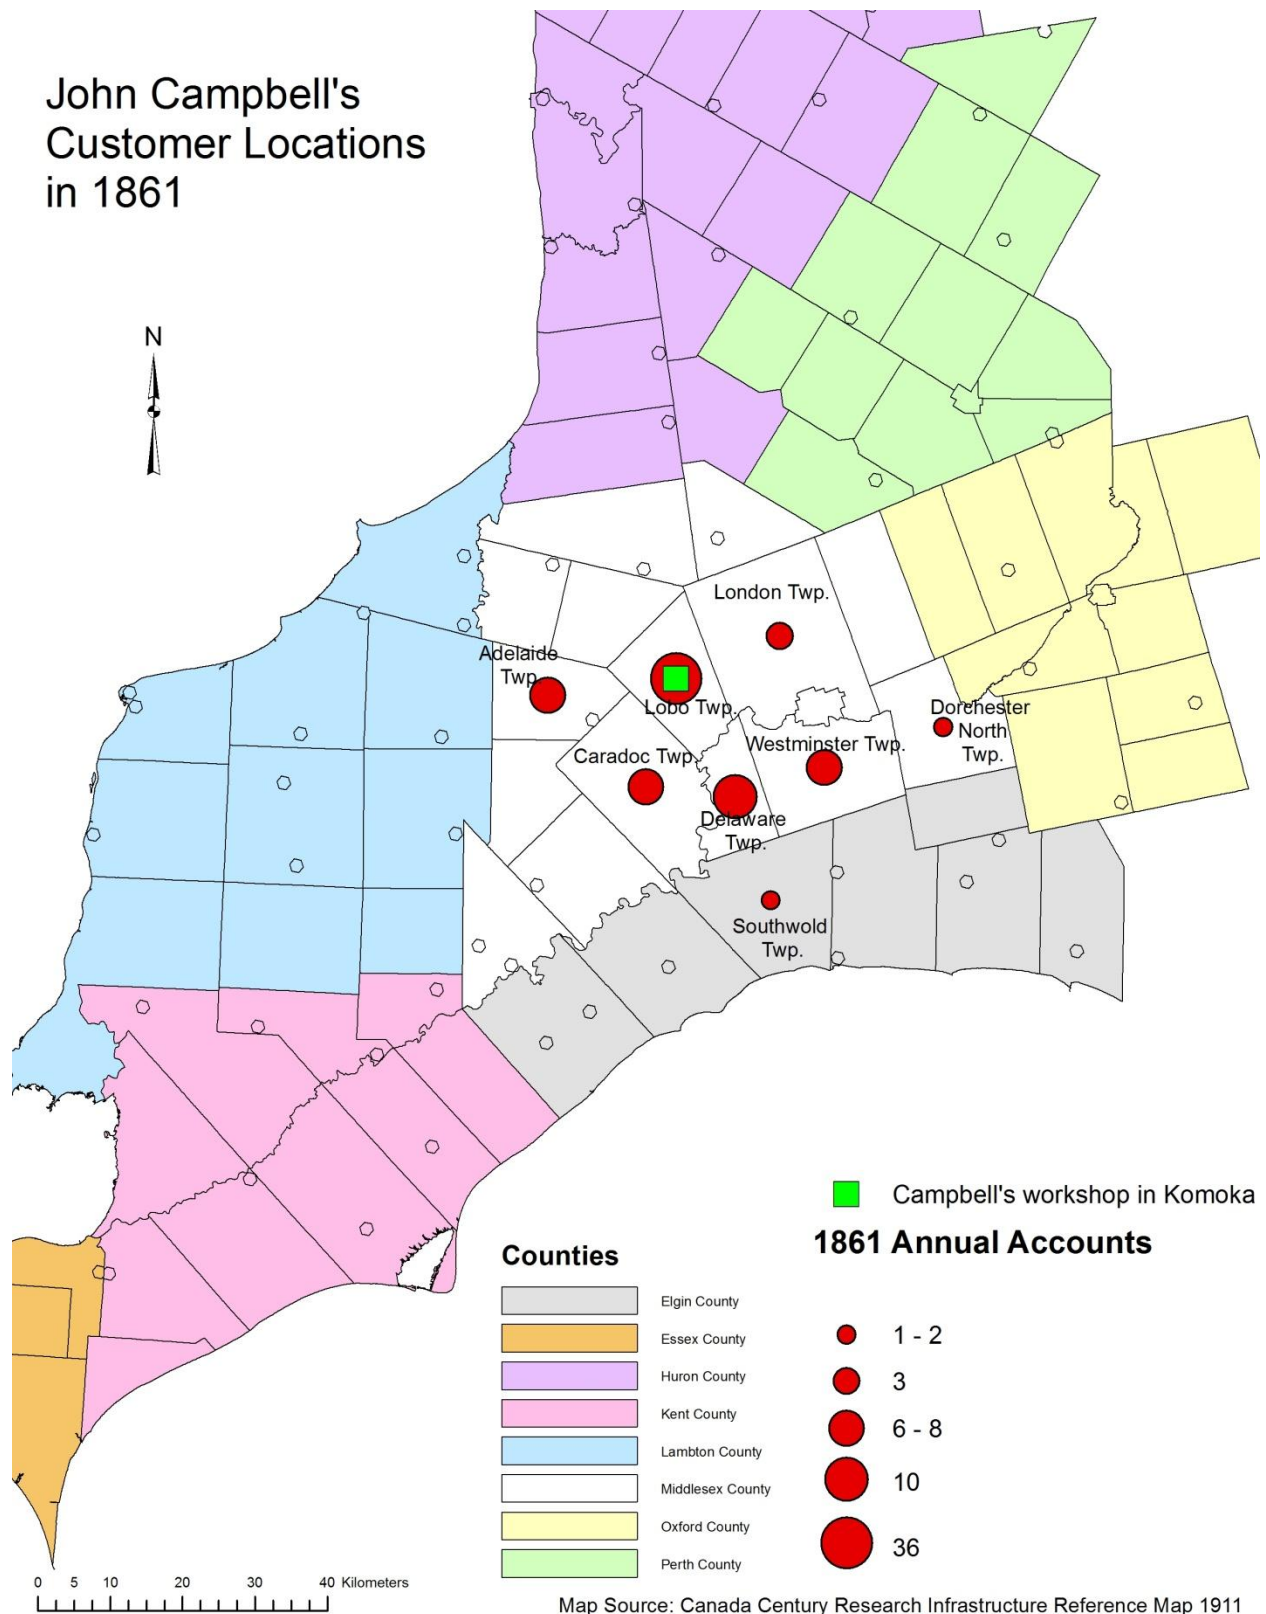 John Campbell's
Customer Locations
in 1861
N
London Twp.
Adelaide
Twp.
Lobo Twp.
Dorchester
North
Twp.
Westminster Twp.
Caradoc Twp.
Delaware
Twp.
Southwold
Twp.
Campbell's workshop in Komoka
1861 Annual Accounts
Counties
Elgin County
Essex County
Huron County
Kent County
Lambton County
Middlesex County
Oxford County
Perth County
1 - 2
3
6 - 8
10
36
0 5 10 20 30 40 Kilometers
Map Source: Canada Century Research Infrastructure Reference Map 1911